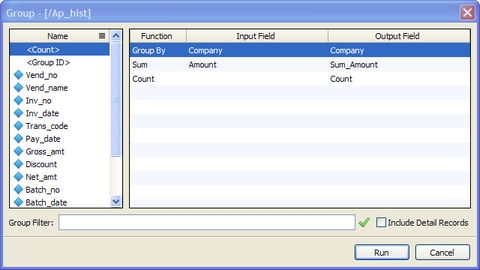 Group - [/Ap_hist]
Name
<Count>
<Group ID>
Vend_no
Vend_name
Inv_no
Inv_date
Trans_code
Pay_date
Gross_amt
Discount
Net_amt
Batch_no
Batch_date
Function Input Field Output Field
Group By Company Company
Sum Amount Sum_Amount
Count Count
Group Filter: Include Detail Records
Run Cancel